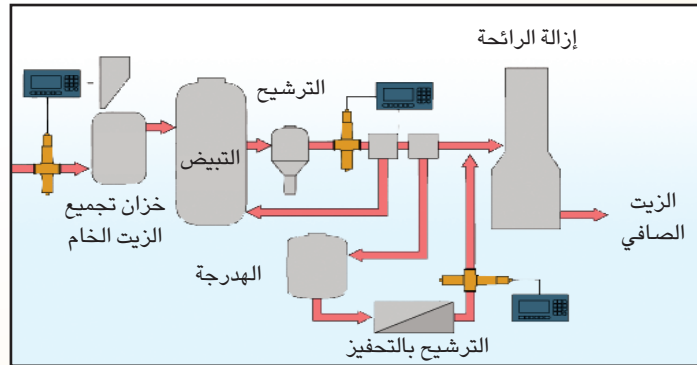 إزالة الرائحة
الترشيح
التبيض
خزان تجميع
الزيت الخام
الزيت
الصافي
الهدرجة
الترشيح بالتحفيز